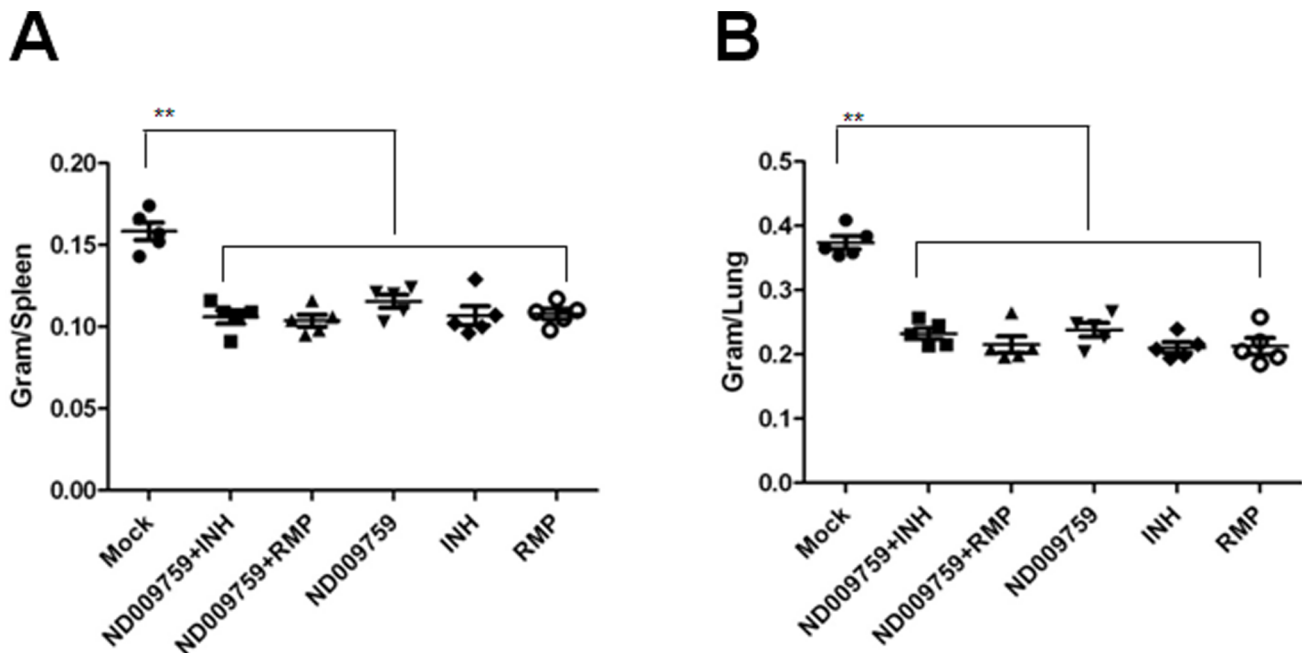 A
**
0.20
0.15
0.10
0.05
0.00
Gram/Spleen
Mock
ND009759+INH
ND009759+RMP
ND009759
INH
RMP
B
**
0.5
0.4
0.3
0.2
0.1
0.0
Gram/Lung
Mock
ND009759+INH
ND009759+RMP
ND009759
INH
RMP